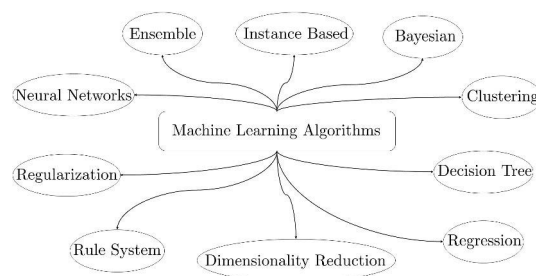 Ensemble
Instance Based
Bayesian
Neural Networks
Clustering
Machine Learning Algorithms
Regularization
Decision Tree
Rule System
Dimensionality Reduction
Regression